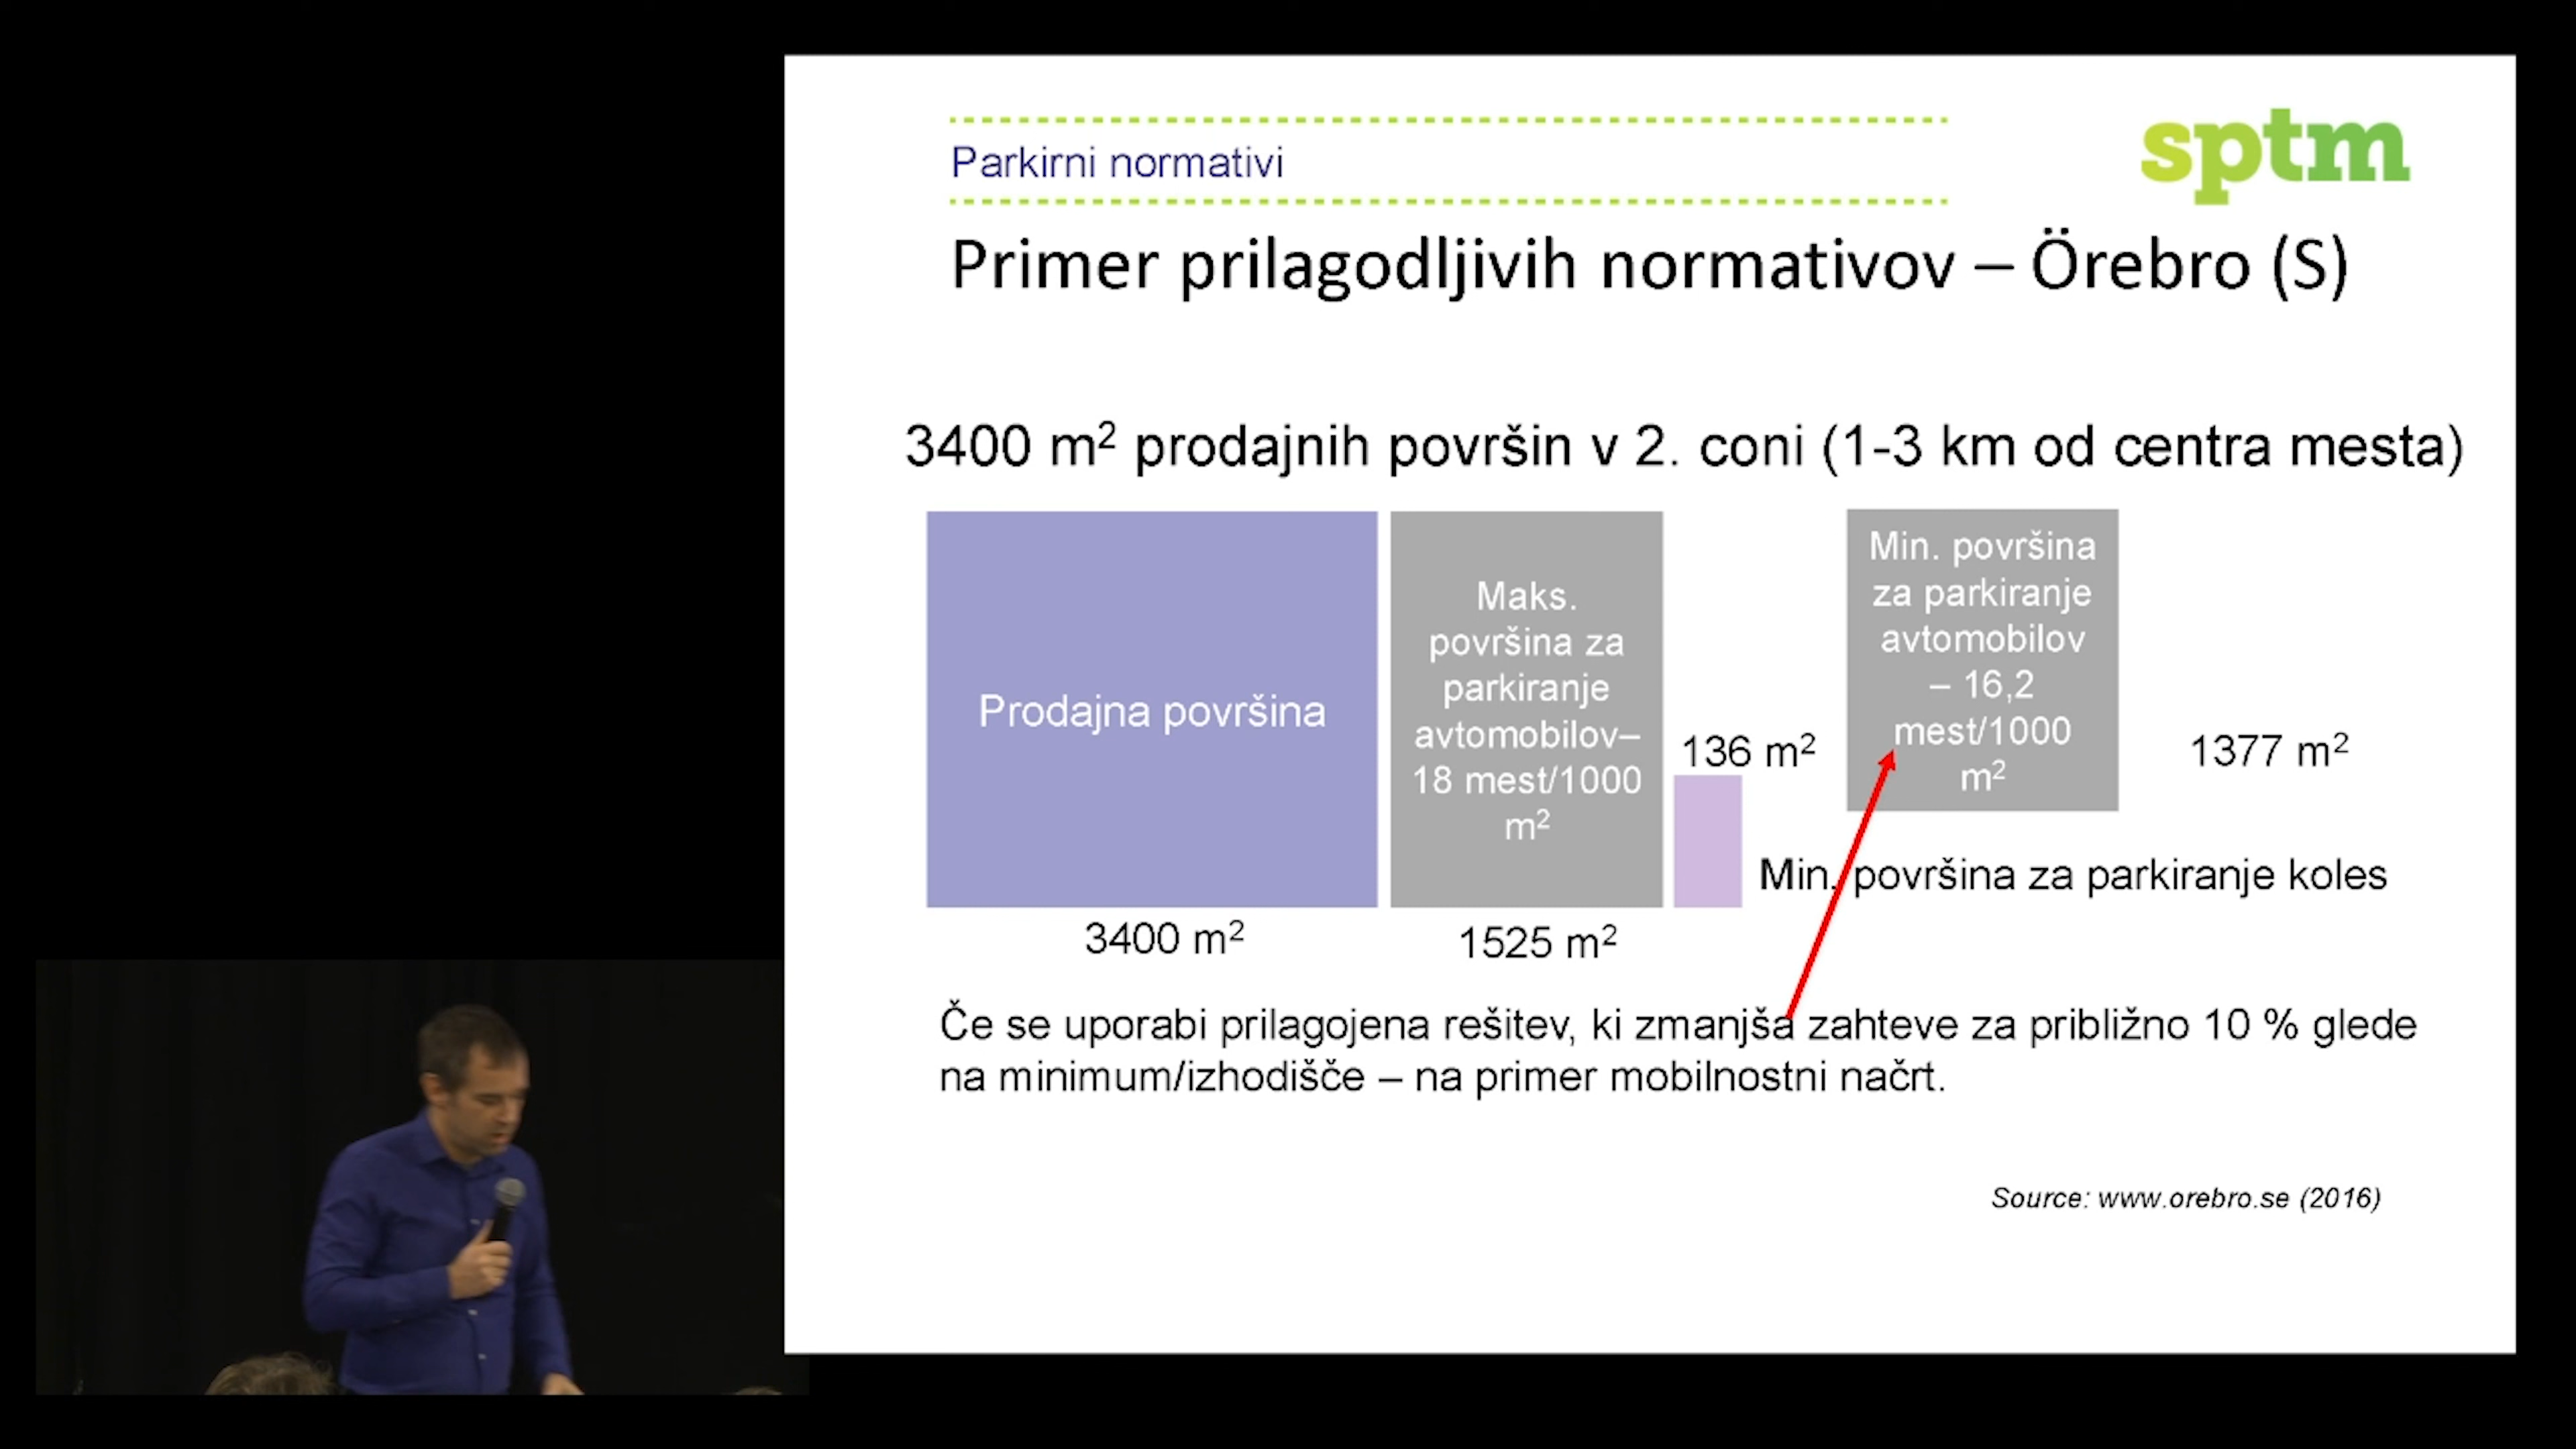 Parkirni normativi
sptm
Primer prilagodljivih normativov – Örebro (S)
3400 m² prodajnih površin v 2. coni (1-3 km od centra mesta)
Prodajna površina
3400 m²
Maks.
površina za
parkiranje
avtomobilov–
18 mest/1000
m²
1525 m²
136 m²
Min. površina za parkiranje koles
Min. površina
za parkiranje
avtomobilov
– 16,2
mest/1000
m²
1377 m²
Če se uporabi prilagojena rešitev, ki zmanjša zahteve za približno 10 % glede
na minimum/izhodišče – na primer mobilnostni načrt.
Source: www.orebro.se (2016)